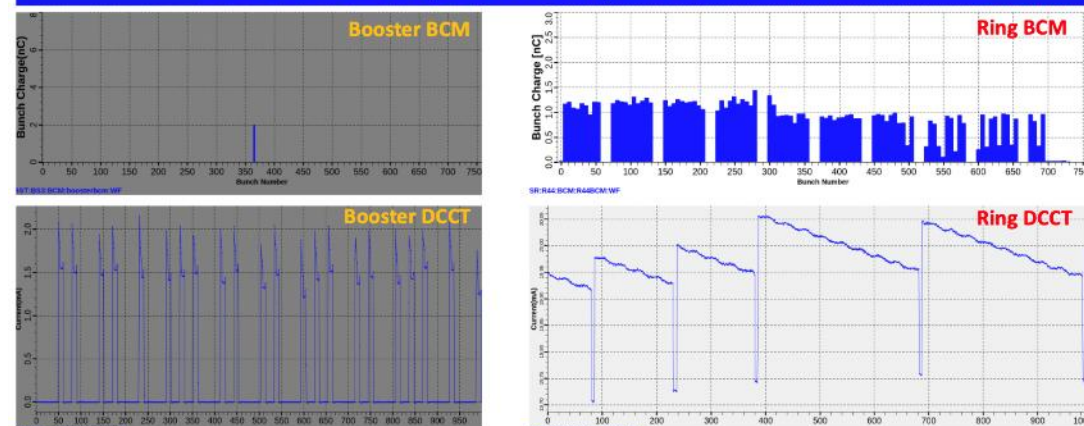 Booster BCM
Bunch Charge(nC)
6
4
2
0
0 50 100 150 200 250 300 350 400 450 500 550 600 650 700 750
Bunch Number
Ring BCM
Bunch Charge [nC]
3.0
2.5
2.0
1.5
1.0
0.5
0.0
0 50 100 150 200 250 300 350 400 450 500 550 600 650 700 750
Bunch Number
SR:R44:BCM:R44BCM:WF
Booster DCCT
2.0
1.5
1.0
0.5
0.0
Current(mA)
0 50 100 150 200 250 300 350 400 450 500 550 600 650 700 750 800 850 900 950
Ring DCCT
Current(mA)
0 100 200 300 400 500 600 700 800 900